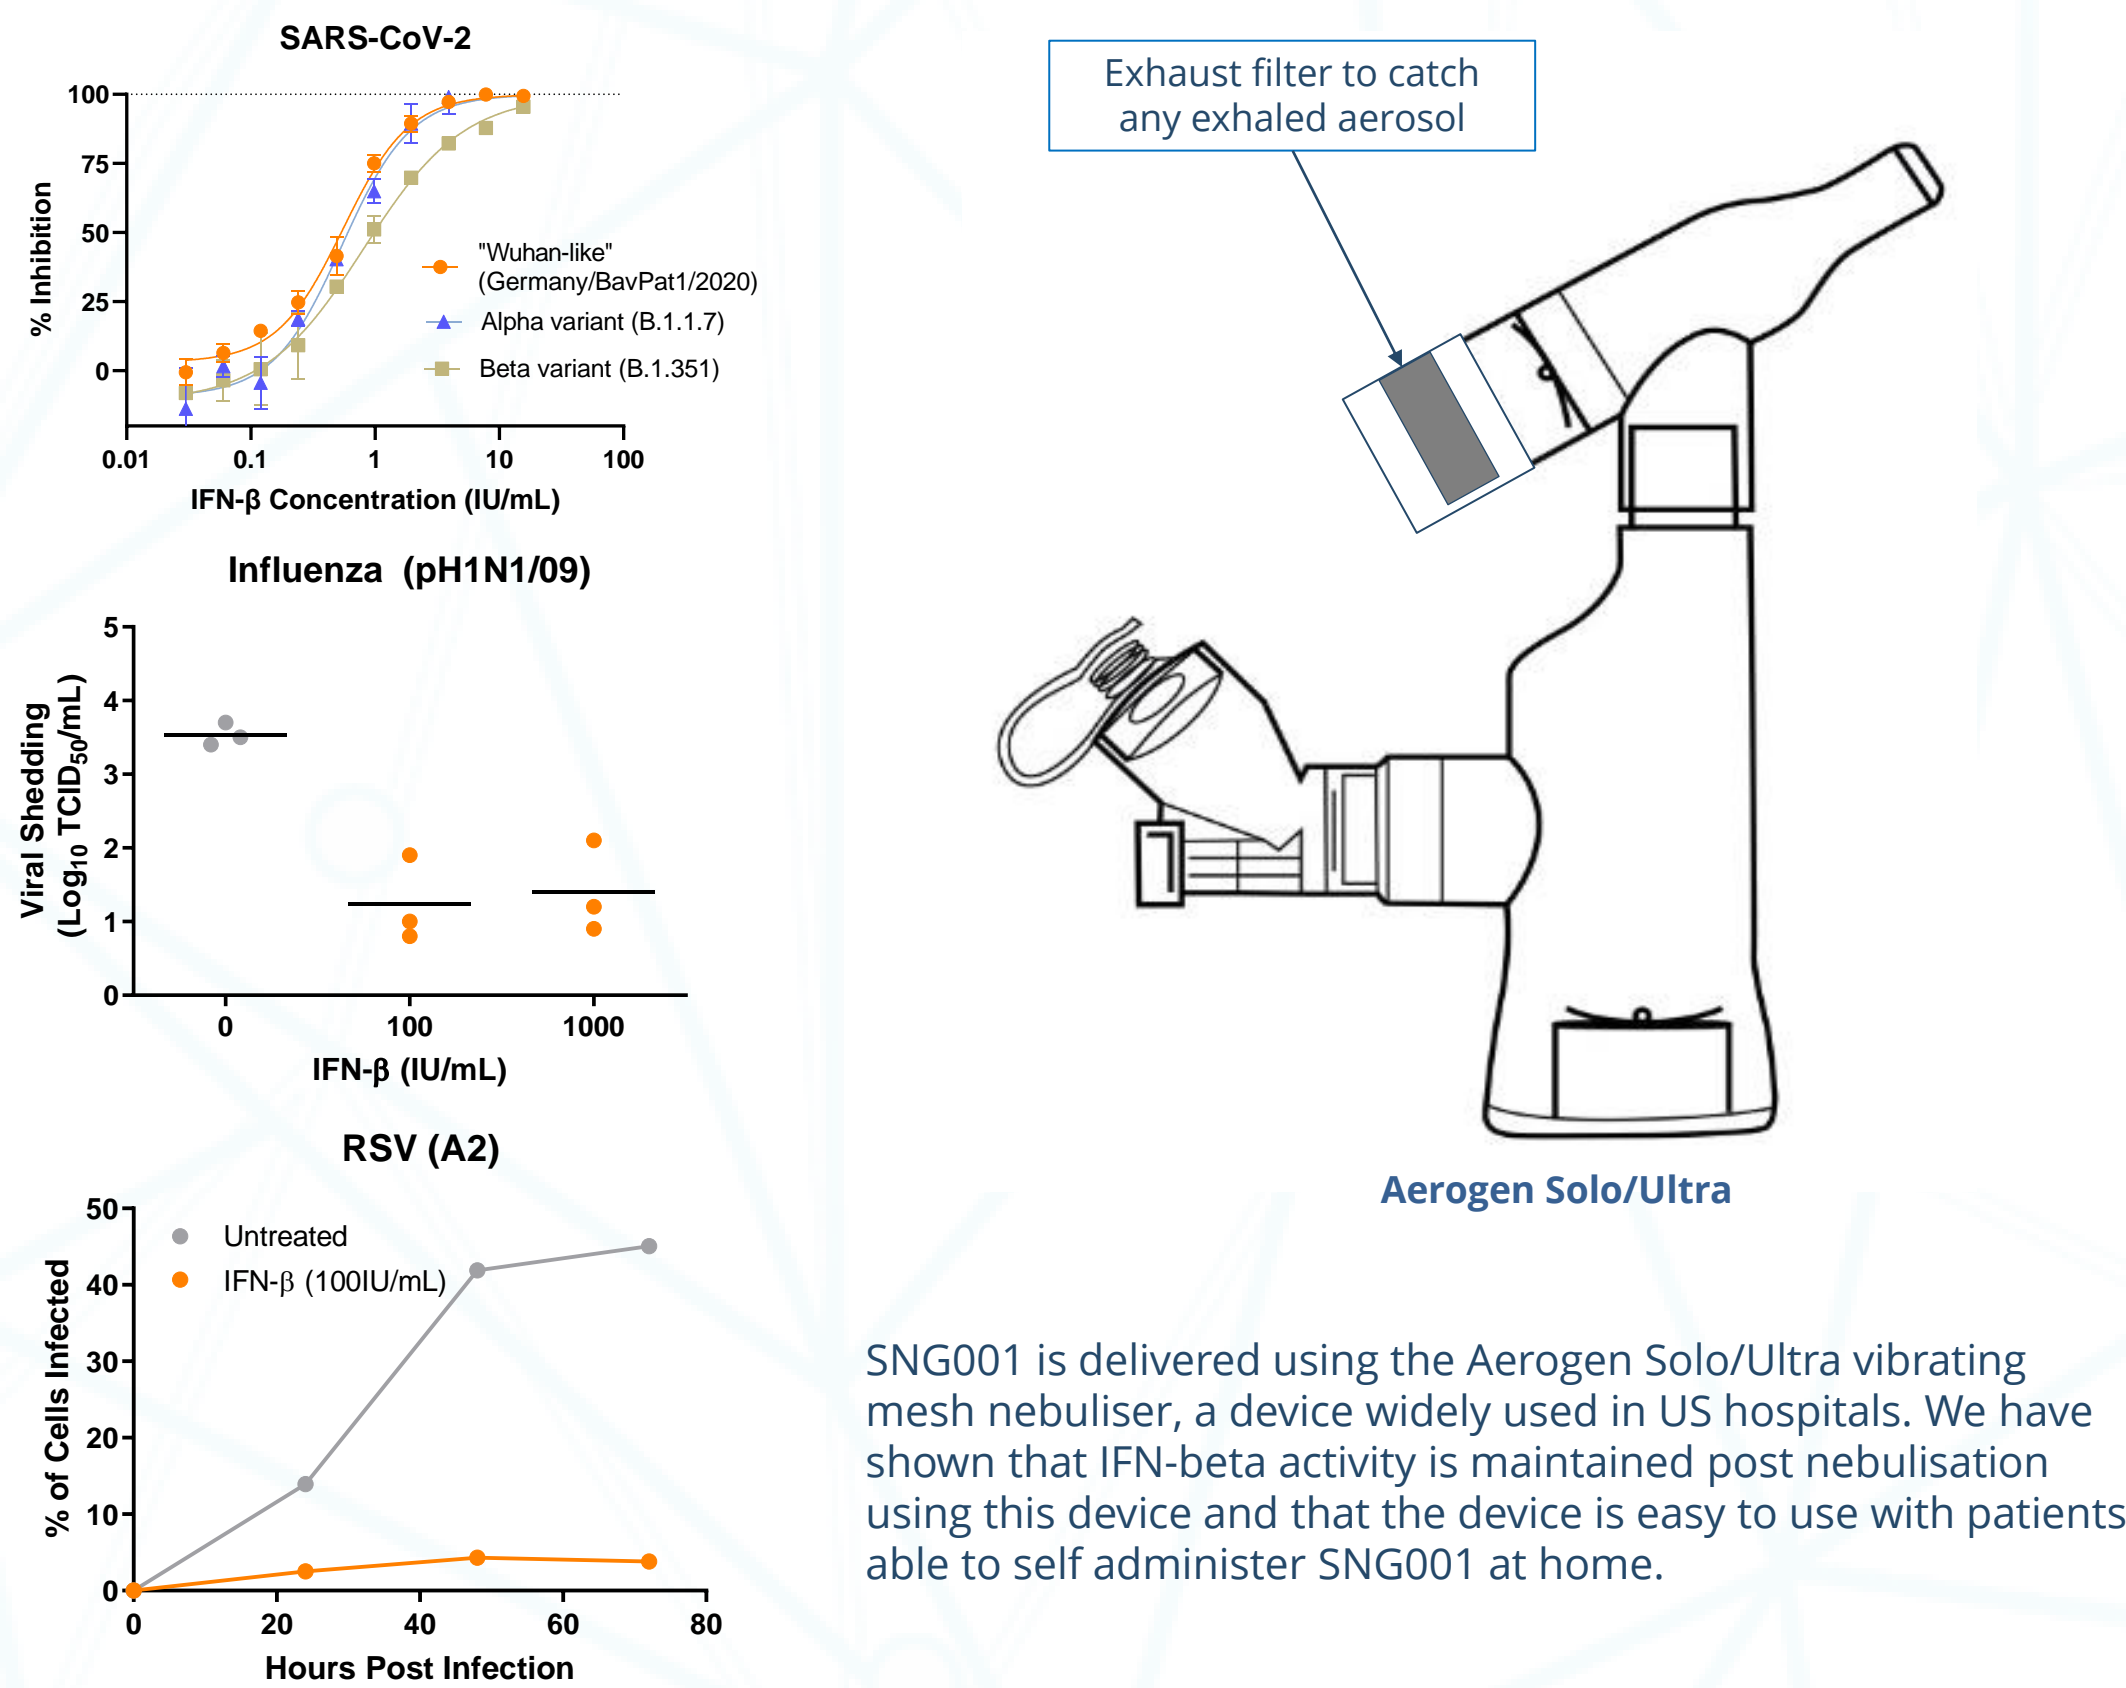 SARS-CoV-2
100
75
50
25
0
% Inhibition
0.01 0.1 1 10 100
IFN-β Concentration (IU/mL)
"Wuhan-like"
(Germany/BavPat1/2020)
Alpha variant (B.1.1.7)
Beta variant (B.1.351)
Influenza (pH1N1/09)
5
4
3
2
1
0
Viral Shedding
(Log10 TCID50/mL)
0 100 1000
IFN-β (IU/mL)
RSV (A2)
50
40
30
20
10
0
% of Cells Infected
Untreated
IFN-β (100IU/mL)
0 20 40 60 80
Hours Post Infection
Exhaust filter to catch
any exhaled aerosol
Aerogen Solo/Ultra
SNG001 is delivered using the Aerogen Solo/Ultra vibrating
mesh nebuliser, a device widely used in US hospitals. We have
shown that IFN-beta activity is maintained post nebulisation
using this device and that the device is easy to use with patients
able to self administer SNG001 at home.